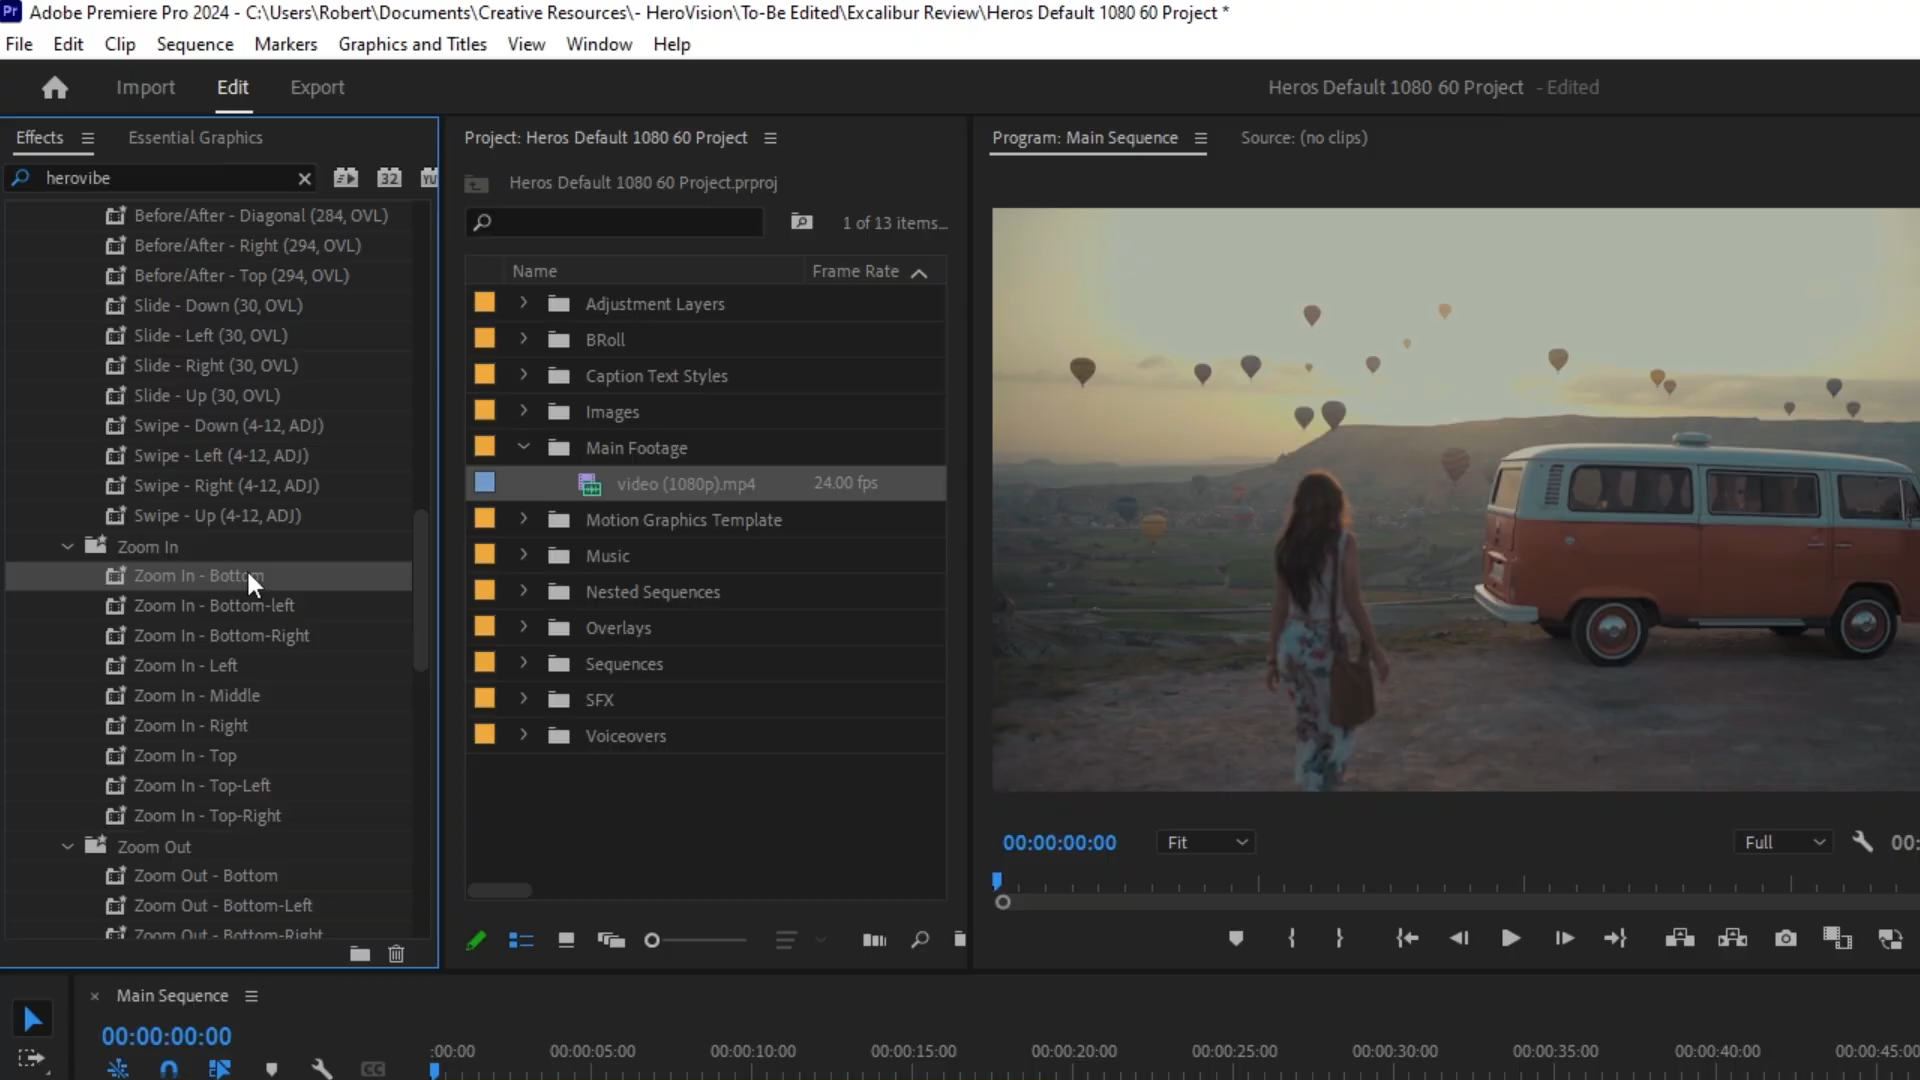 Pr Adobe Premiere Pro 2024 - C:\Users\Robert\Documents\Creative Resources\- HeroVision\To-Be Edited\Excalibur Review\Heros Default 1080 60 Project *
File Edit Clip Sequence Markers Graphics and Titles View Window Help
Import Edit Export
Heros Default 1080 60 Project - Edited
Effects Essential Graphics
herovibe
32
Before/After - Diagonal (284, OVL)
Before/After - Right (294, OVL)
Before/After - Top (294, OVL)
Slide - Down (30, OVL)
Slide - Left (30, OVL)
Slide - Right (30, OVL)
Slide - Up (30, OVL)
Swipe - Down (4-12, ADJ)
Swipe - Left (4-12, ADJ)
Swipe - Right (4-12, ADJ)
Swipe - Up (4-12, ADJ)
Zoom In
Zoom In - Bottom
Zoom In - Bottom-left
Zoom In - Bottom-Right
Zoom In - Left
Zoom In - Middle
Zoom In - Right
Zoom In - Top
Zoom In - Top-Left
Zoom In - Top-Right
Zoom Out
Zoom Out - Bottom
Zoom Out - Bottom-Left
Zoom Out - Bottom-Right
Project: Heros Default 1080 60 Project
Heros Default 1080 60 Project.prproj
1 of 13 items...
Name Frame Rate
Adjustment Layers
BRoll
Caption Text Styles
Images
Main Footage
video (1080p).mp4 24.00 fps
Motion Graphics Template
Music
Nested Sequences
Overlays
Sequences
SFX
Voiceovers
Program: Main Sequence Source: (no clips)
00:00:00:00 Fit Full 00:
Main Sequence
00:00:00:00
CC
:00:00 00:00:05:00 00:00:10:00 00:00:15:00 00:00:20:00 00:00:25:00 00:00:30:00 00:00:35:00 00:00:40:00 00:00:45:00